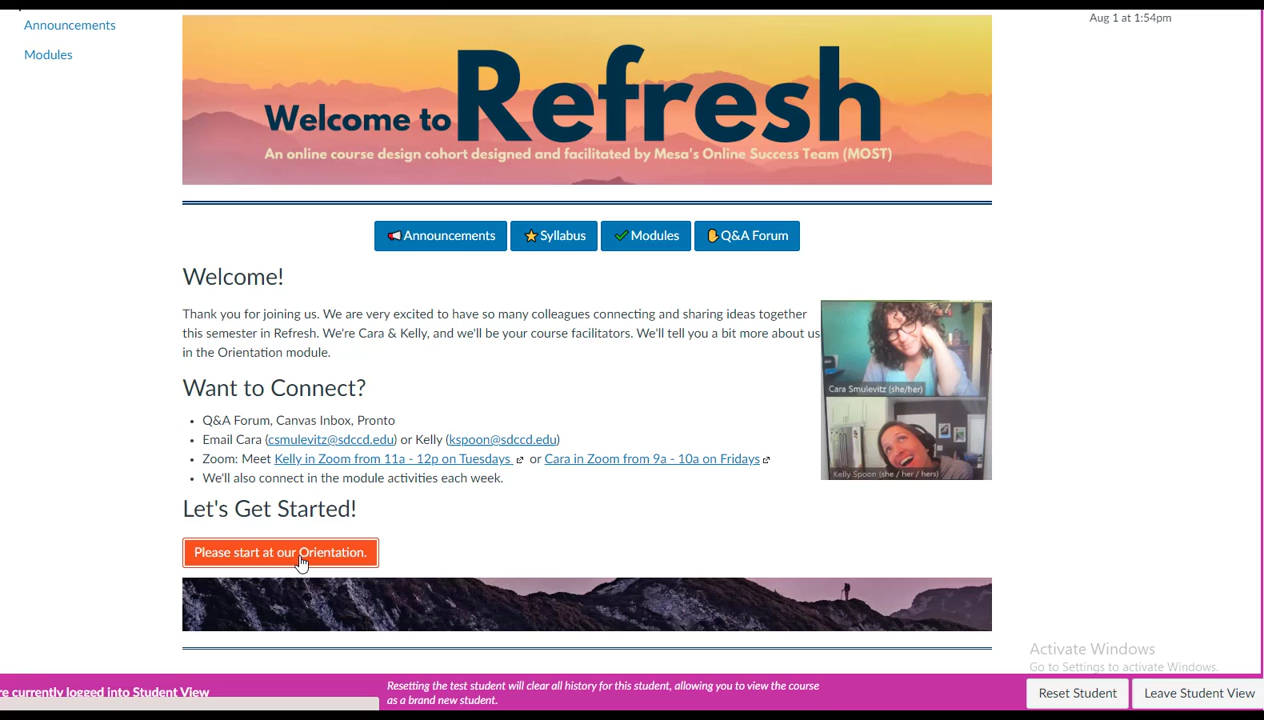 Announcements
Modules
Aug 1 at 1:54pm
Welcome to Refresh
An online course design cohort designed and facilitated by Mesa's Online Success Team (MOST)
Announcements
Syllabus
Modules
Q&A Forum
Welcome!
Thank you for joining us. We are very excited to have so many colleagues connecting and sharing ideas together
this semester in Refresh. We're Cara & Kelly, and we'll be your course facilitators. We'll tell you a bit more about us
in the Orientation module.
Cara Smulevitz (she/her)
Kelly Spoon (she / her / hers)
Want to Connect?
Q&A Forum, Canvas Inbox, Pronto
Email Cara (csmulevitz@sdccd.edu) or Kelly (kspoon@sdccd.edu)
Zoom: Meet Kelly in Zoom from 11a - 12p on Tuesdays or Cara in Zoom from 9a - 10a on Fridays
We'll also connect in the module activities each week.
Let's Get Started!
Please start at our Orientation.
Activate Windows
Go to Settings to activate Windows.
re currently logged into Student View
Resetting the test student will clear all history for this student, allowing you to view the course
as a brand new student.
Reset Student
Leave Student View